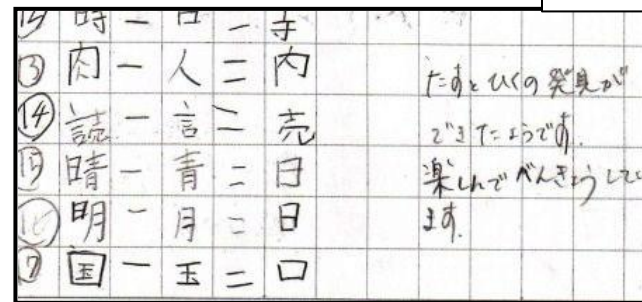 ⑫ 時 － 日 － 寺
⑬ 肉 － 人 ＝ 内
⑭ 読 － 言 ＝ 売
⑮ 晴 － 青 ＝ 日
⑯ 明 － 月 ＝ 日
⑰ 国 － 玉 ＝ 口
たすとひくの発見が
できたようです.
楽しんでべんきょうしてい
ます.